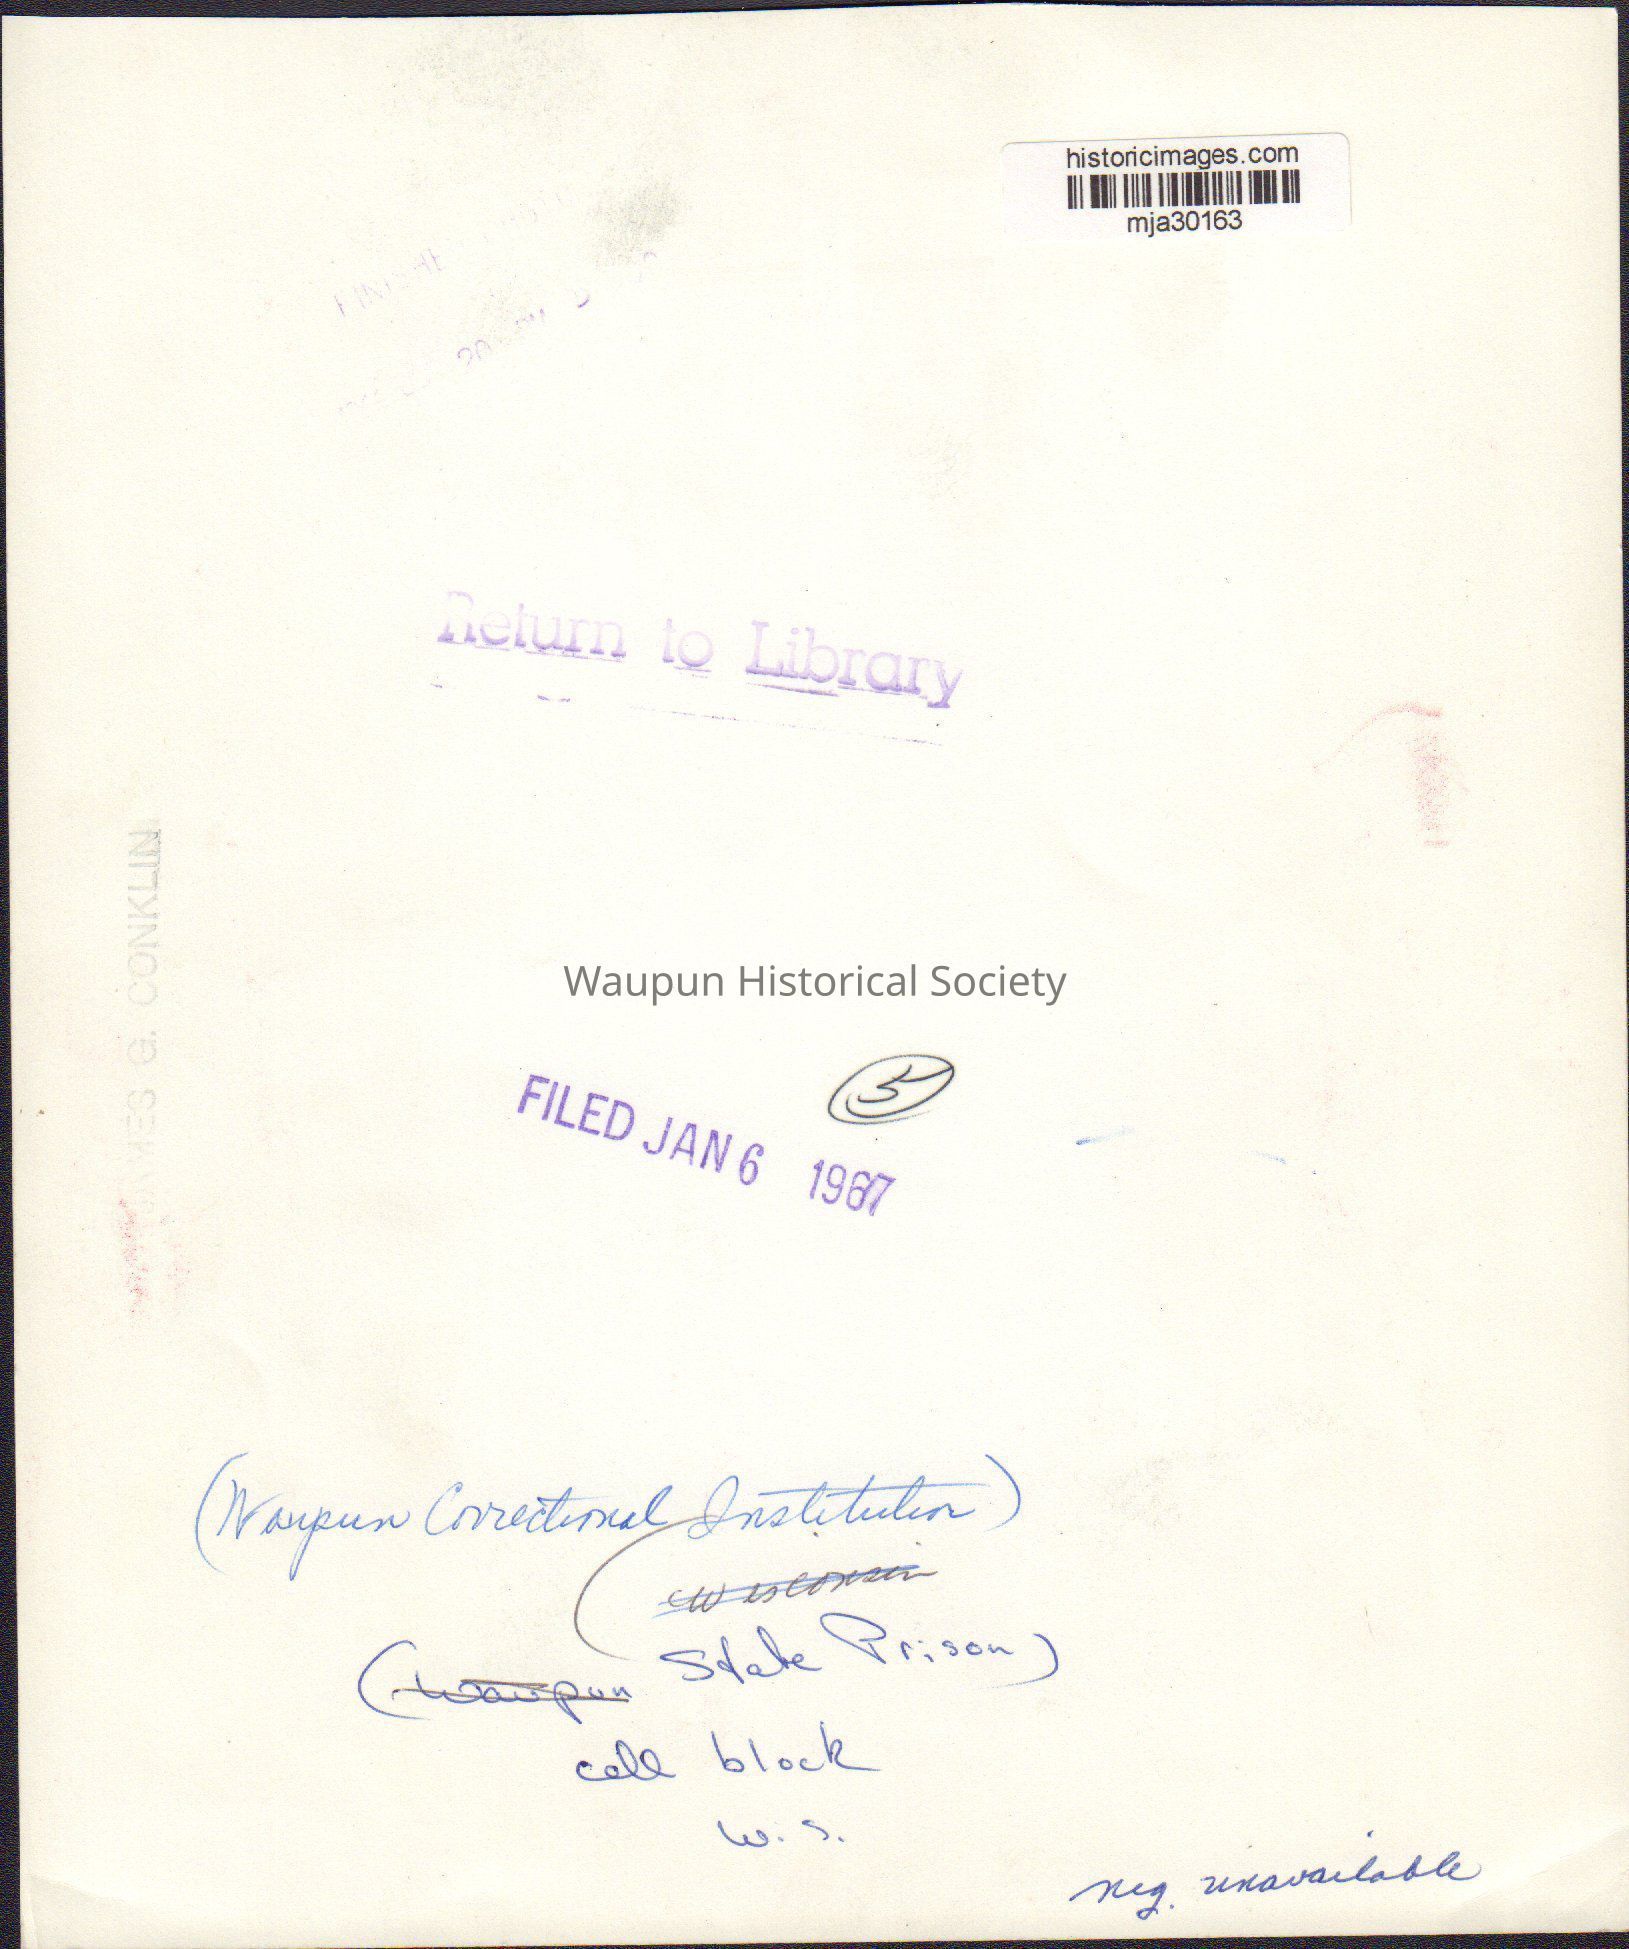 historicimages.com
mja30163
Return to Library
JAMES G. CONKLIN
Waupun Historical Society
5
FILED JAN 6 1967
(Waupun Correctional Institution)
Wisconsin
(Waupun State Prison)
cell block
W. S.
neg. unavailable